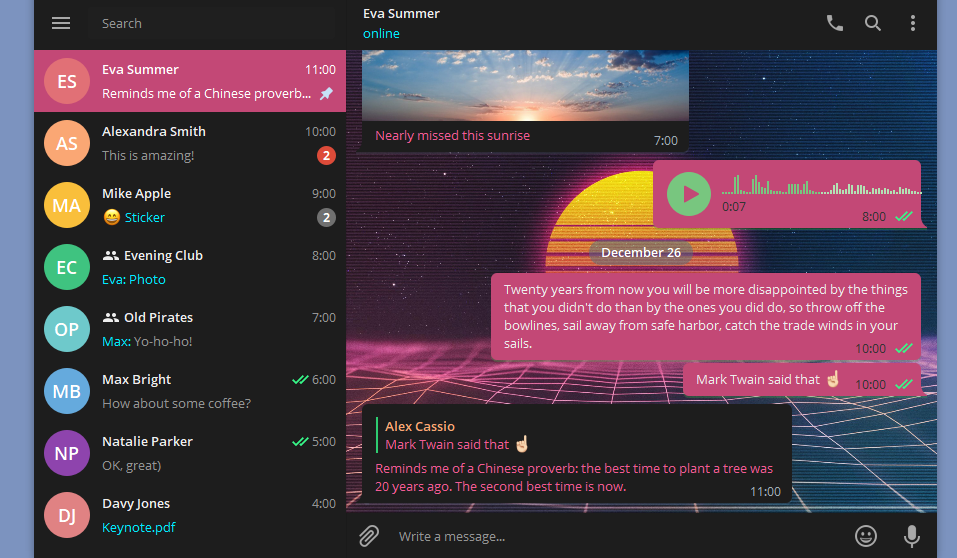 Search
ES
Eva Summer 11:00
Reminds me of a Chinese proverb...
AS
Alexandra Smith 10:00
This is amazing! 2
MA
Mike Apple 9:00
😄 Sticker 2
EC
Evening Club 8:00
Eva: Photo
OP
Old Pirates 7:00
Max: Yo-ho-ho!
MB
Max Bright 6:00
How about some coffee?
NP
Natalie Parker 5:00
OK, great)
DJ
Davy Jones 4:00
Keynote.pdf
Eva Summer
online
Nearly missed this sunrise
7:00
0:07
8:00
December 26
Twenty years from now you will be more disappointed by the things
that you didn't do than by the ones you did do, so throw off the
bowlines, sail away from safe harbor, catch the trade winds in your
sails.
10:00
Mark Twain said that ☝🏻 10:00
Alex Cassio
Mark Twain said that ☝🏻
Reminds me of a Chinese proverb: the best time to plant a tree was
20 years ago. The second best time is now.
11:00
Write a message...